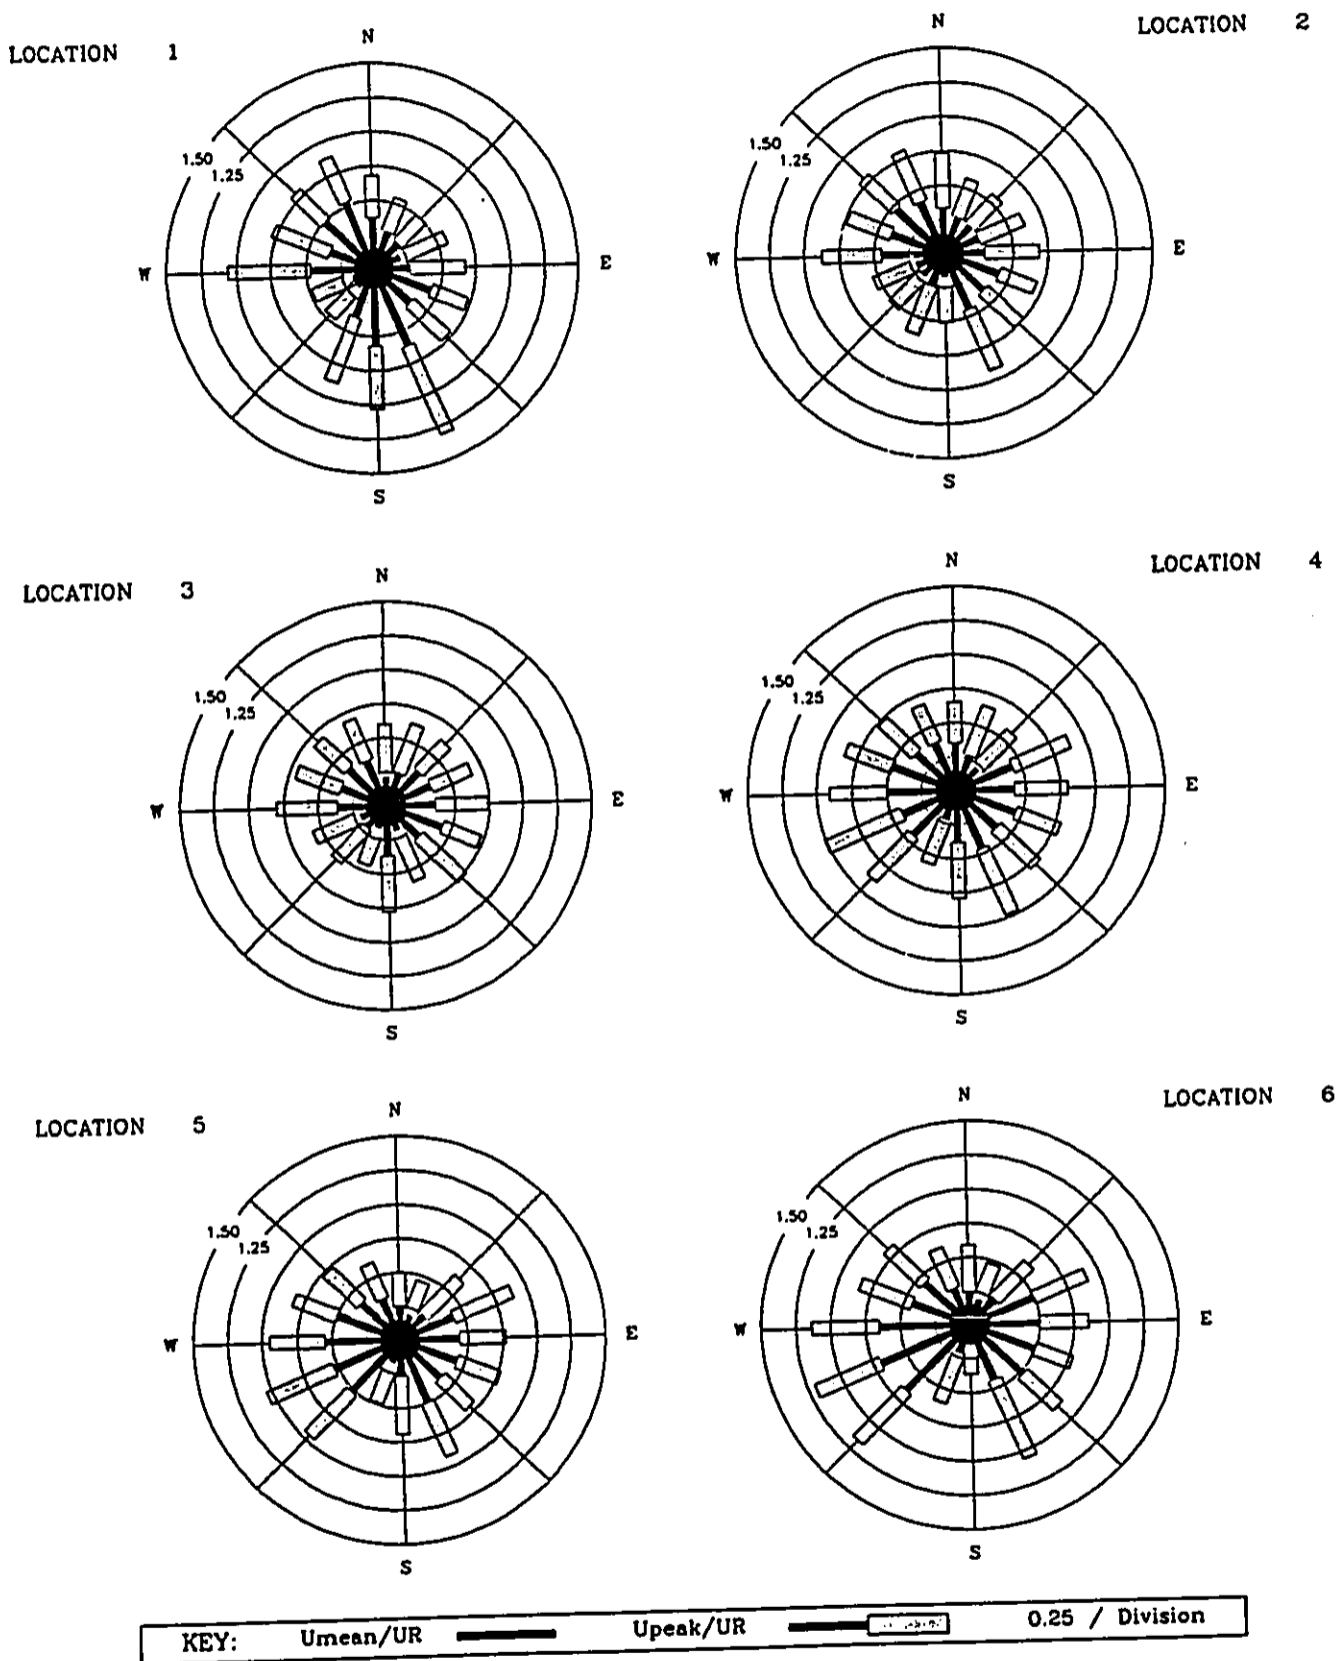 LOCATION 1
N
1.50
1.25
W
E
S
LOCATION 2
N
1.50
1.25
W
E
S
LOCATION 3
N
1.50
1.25
W
E
S
LOCATION 4
N
1.50
1.25
W
E
S
LOCATION 5
N
1.50
1.25
W
E
S
LOCATION 6
N
1.50
1.25
W
E
S
KEY: Umean/UR Upeak/UR 0.25 / Division